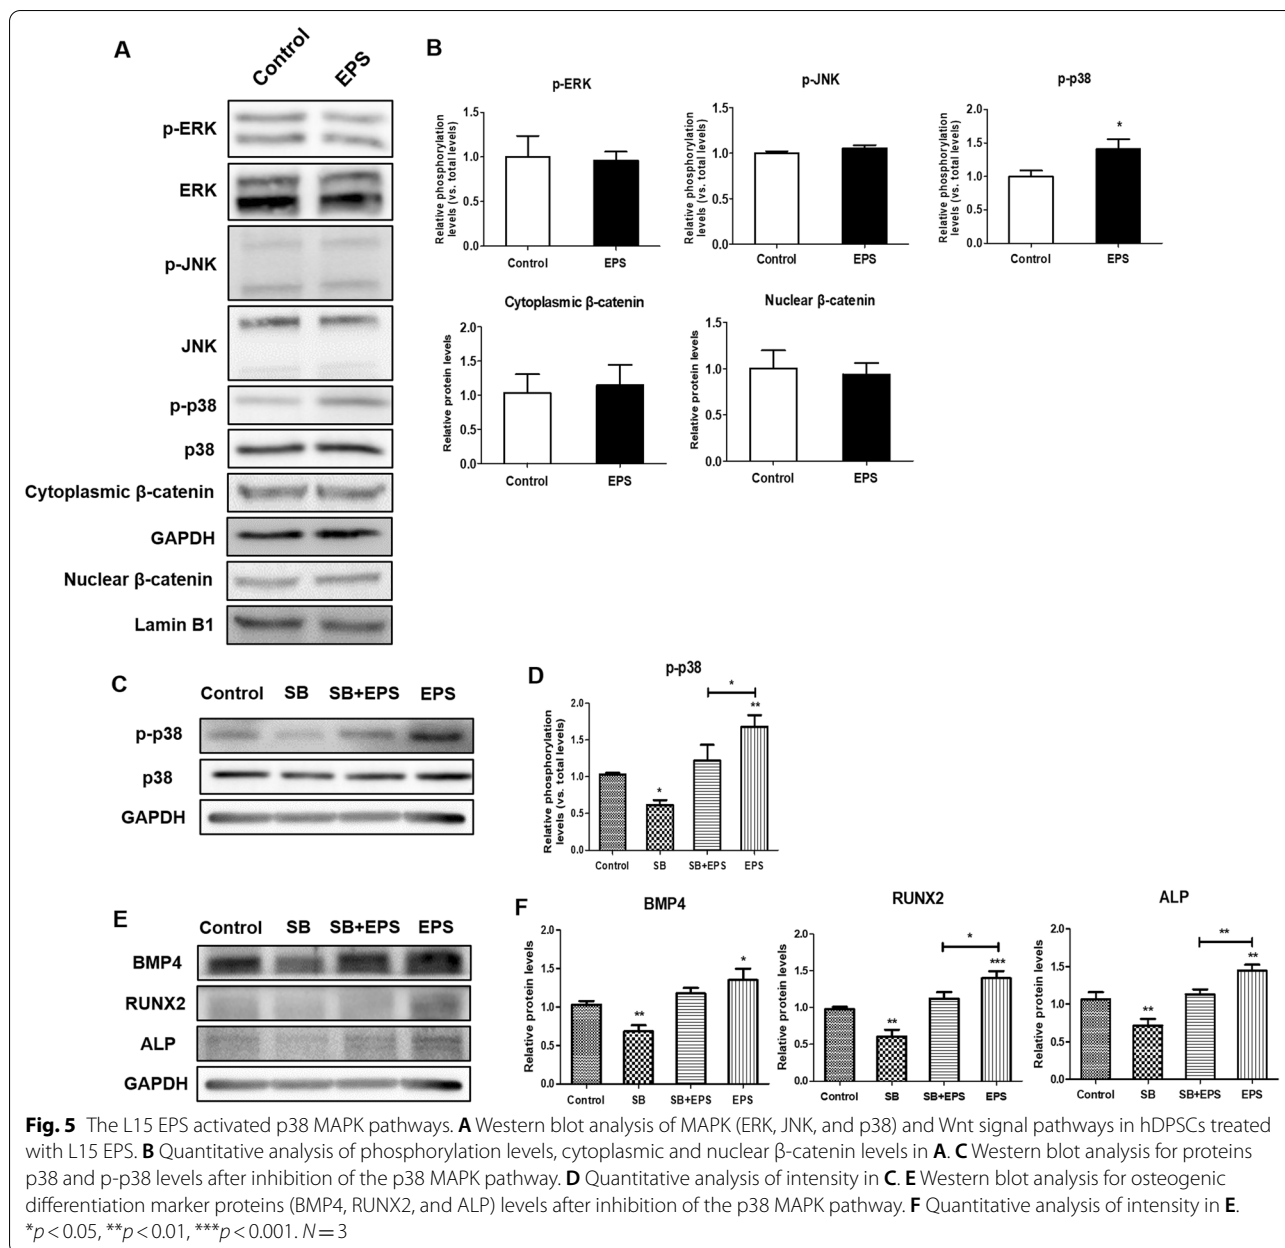 A
Control
EPS
p-ERK
ERK
p-JNK
JNK
p-p38
p38
Cytoplasmic β-catenin
GAPDH
Nuclear β-catenin
Lamin B1
B
p-ERK
Relative phosphorylation
levels (vs. total levels)
1.5
1.0
0.5
0.0
Control EPS
p-JNK
Relative phosphorylation
levels (vs. total levels)
1.5
1.0
0.5
0.0
Control EPS
p-p38
Relative phosphorylation
levels (vs. total levels)
2.0
1.5
1.0
0.5
0.0
*
Control EPS
Cytoplasmic β-catenin
Relative protein levels
2.0
1.5
1.0
0.5
0.0
Control EPS
Nuclear β-catenin
Relative protein levels
1.5
1.0
0.5
0.0
Control EPS
C
Control SB SB+EPS EPS
p-p38
p38
GAPDH
D
p-p38
Relative phosphorylation
levels (vs. total levels)
2.0
1.5
1.0
0.5
0.0
*
**
*
Control SB SB+EPS EPS
E
Control SB SB+EPS EPS
BMP4
RUNX2
ALP
GAPDH
F
BMP4
Relative protein levels
2.0
1.5
1.0
0.5
0.0
*
**
Control SB SB+EPS EPS
RUNX2
Relative protein levels
2.0
1.5
1.0
0.5
0.0
*
***
**
Control SB SB+EPS EPS
ALP
Relative protein levels
2.0
1.5
1.0
0.5
0.0
**
**
**
Control SB SB+EPS EPS
Fig. 5 The L15 EPS activated p38 MAPK pathways. A Western blot analysis of MAPK (ERK, JNK, and p38) and Wnt signal pathways in hDPSCs treated
with L15 EPS. B Quantitative analysis of phosphorylation levels, cytoplasmic and nuclear β-catenin levels in A. C Western blot analysis for proteins
p38 and p-p38 levels after inhibition of the p38 MAPK pathway. D Quantitative analysis of intensity in C. E Western blot analysis for osteogenic
differentiation marker proteins (BMP4, RUNX2, and ALP) levels after inhibition of the p38 MAPK pathway. F Quantitative analysis of intensity in E.
*p < 0.05, **p < 0.01, ***p < 0.001. N = 3